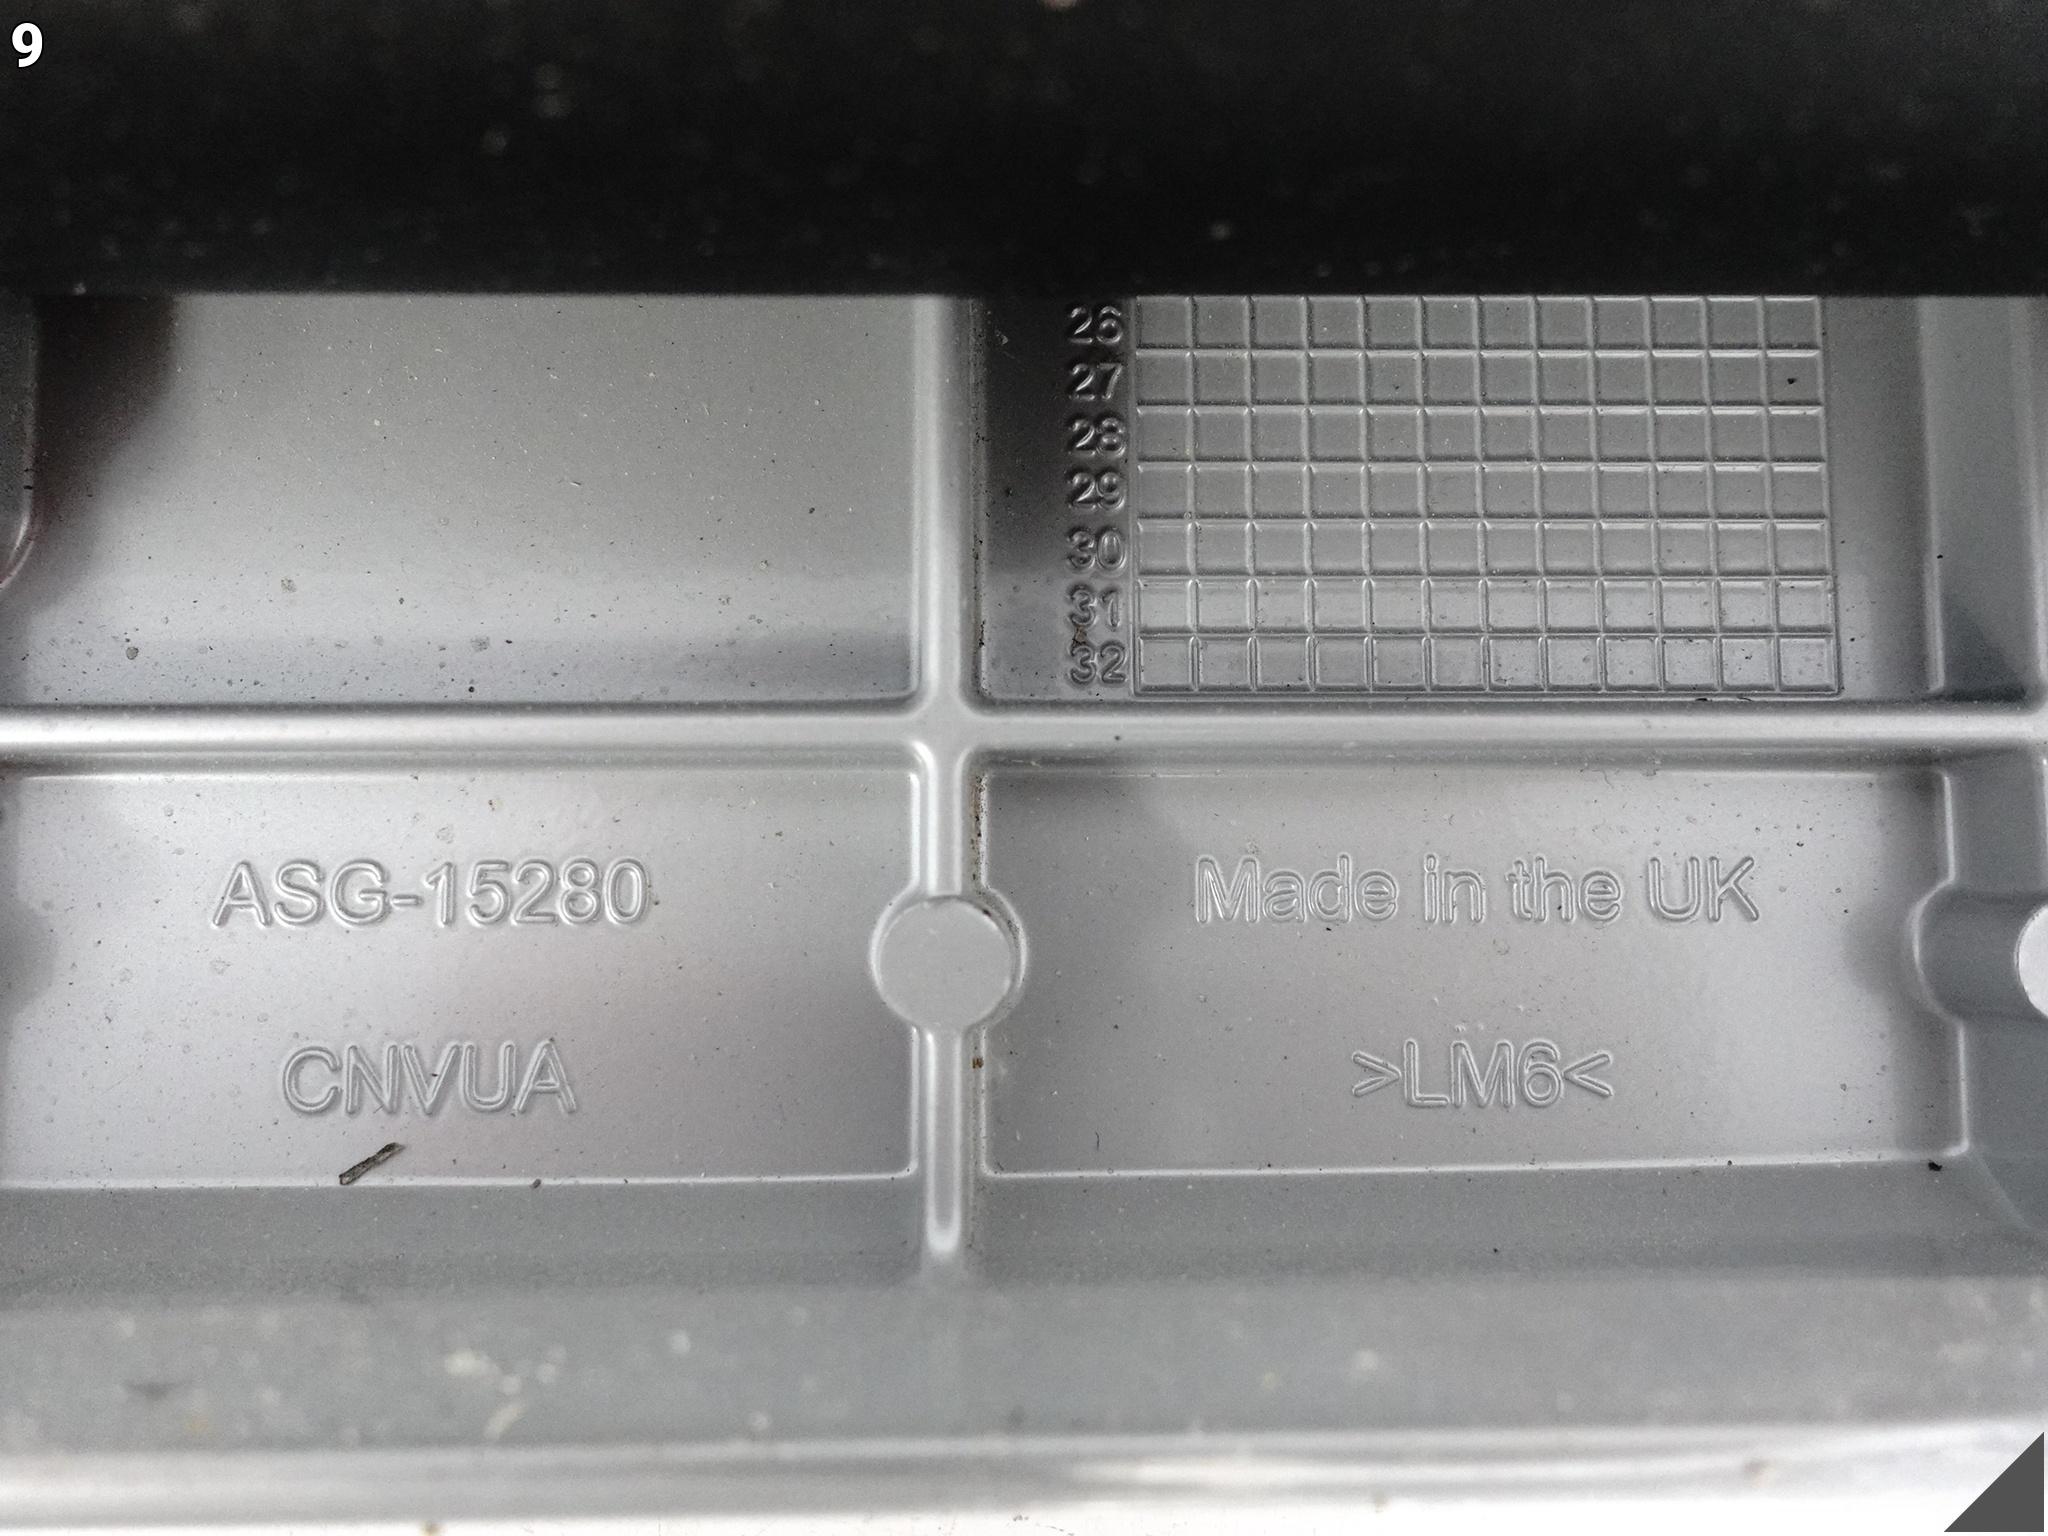 9
26
27
28
29
30
31
32
ASG-15280
Made in the UK
CNVUA
>LM6<